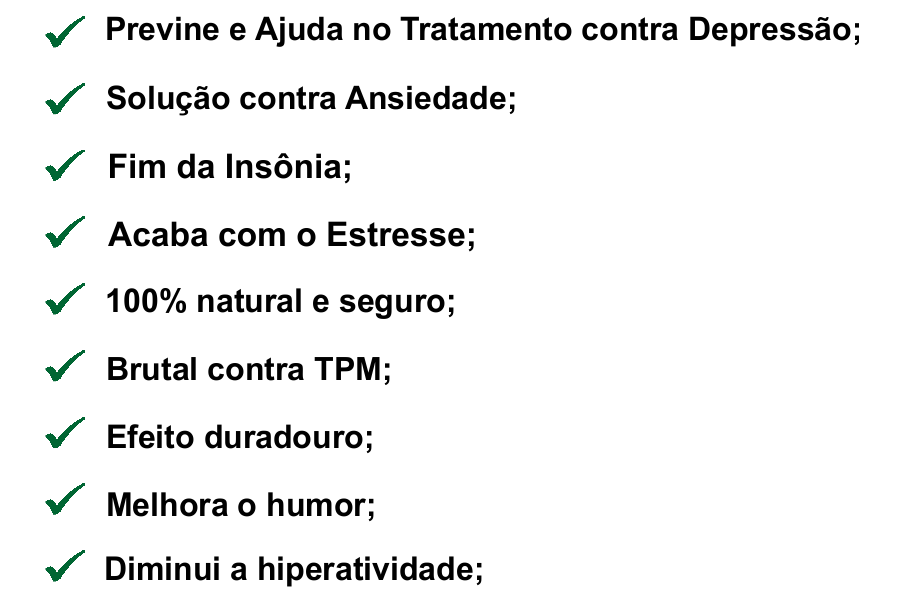 Previne e Ajuda no Tratamento contra Depressão;
Solução contra Ansiedade;
Fim da Insônia;
Acaba com o Estresse;
100% natural e seguro;
Brutal contra TPM;
Efeito duradouro;
Melhora o humor;
Diminui a hiperatividade;